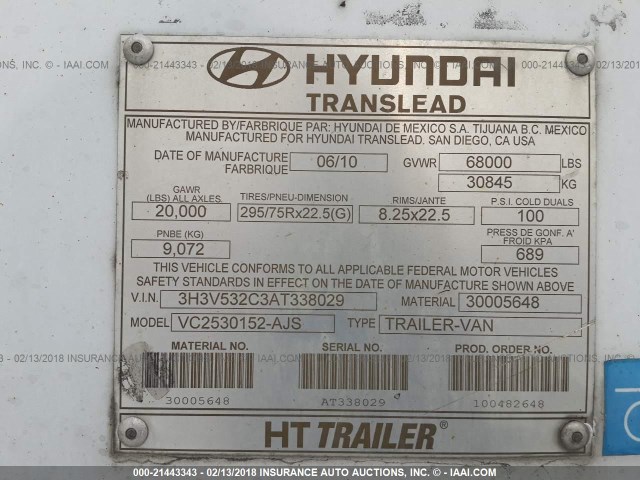 HYUNDAI
TRANSLEAD
MANUFACTURED BY/FARBRIQUE PAR: HYUNDAI DE MEXICO S.A. TIJUANA B.C. MEXICO
MANUFACTURED FOR HYUNDAI TRANSLEAD. SAN DIEGO, CA USA
DATE OF MANUFACTURE FARBRIQUE 06/10 GVWR 68000 LBS
30845 KG
GAWR (LBS) ALL AXLES TIRES/PNEU-DIMENSION RIMS/JANTE P.S.I. COLD DUALS
20,000 295/75Rx22.5(G) 8.25x22.5 100
PNBE (KG) PRESS DE GONF. A' FROID KPA
9,072 689
THIS VEHICLE CONFORMS TO ALL APPLICABLE FEDERAL MOTOR VEHICLES
SAFETY STANDARDS IN EFFECT ON THE DATE OF MANUFACTURE SHOWN ABOVE
V.I.N. 3H3V532C3AT338029 MATERIAL 30005648
MODEL VC2530152-AJS TYPE TRAILER-VAN
MATERIAL NO. SERIAL NO. PROD. ORDER NO.
30005648 AT338029 100482648
HT TRAILER®
000-21443343 - 02/13/2018 INSURANCE AUTO AUCTIONS, INC. - © IAAI.COM